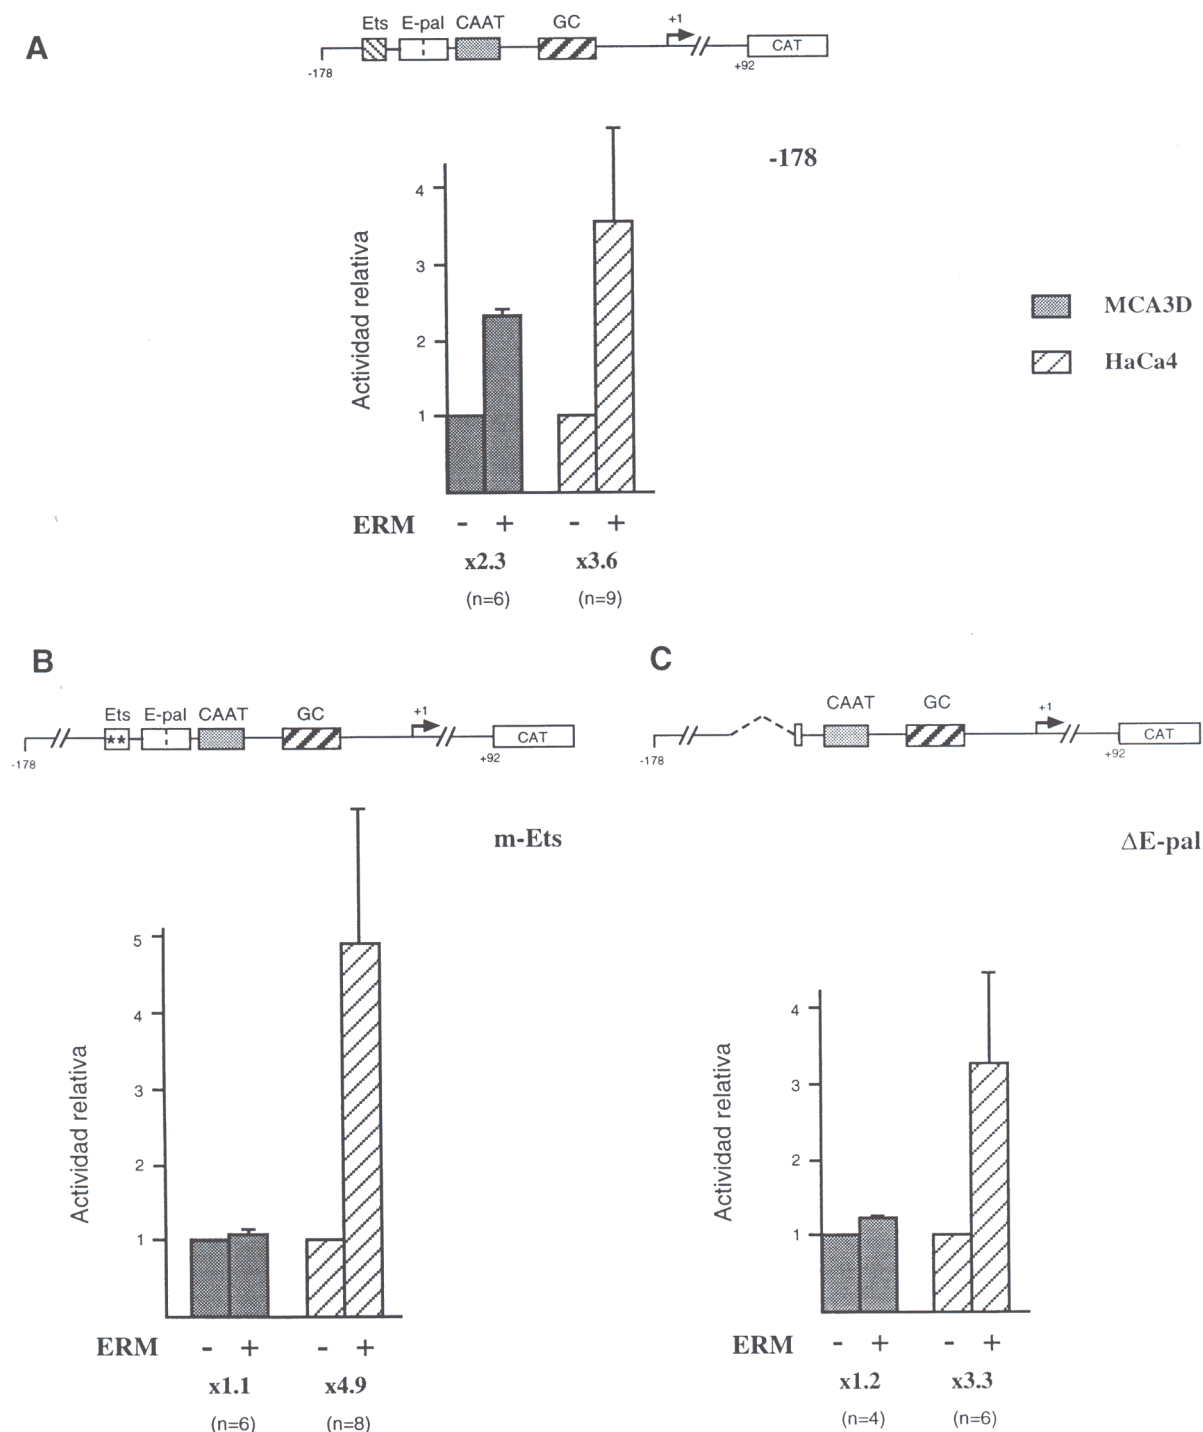 A
Ets E-pal CAAT GC +1
CAT
-178
+92
-178
4
3
2
1
Actividad relativa
MCA3D
HaCa4
ERM - + - +
x2.3 x3.6
(n=6) (n=9)
B
Ets E-pal CAAT GC +1
** CAT
-178
+92
m-Ets
5
4
3
2
1
Actividad relativa
ERM - + - +
x1.1 x4.9
(n=6) (n=8)
C
CAAT GC +1
CAT
-178
+92
ΔE-pal
4
3
2
1
Actividad relativa
ERM - + - +
x1.2 x3.3
(n=4) (n=6)